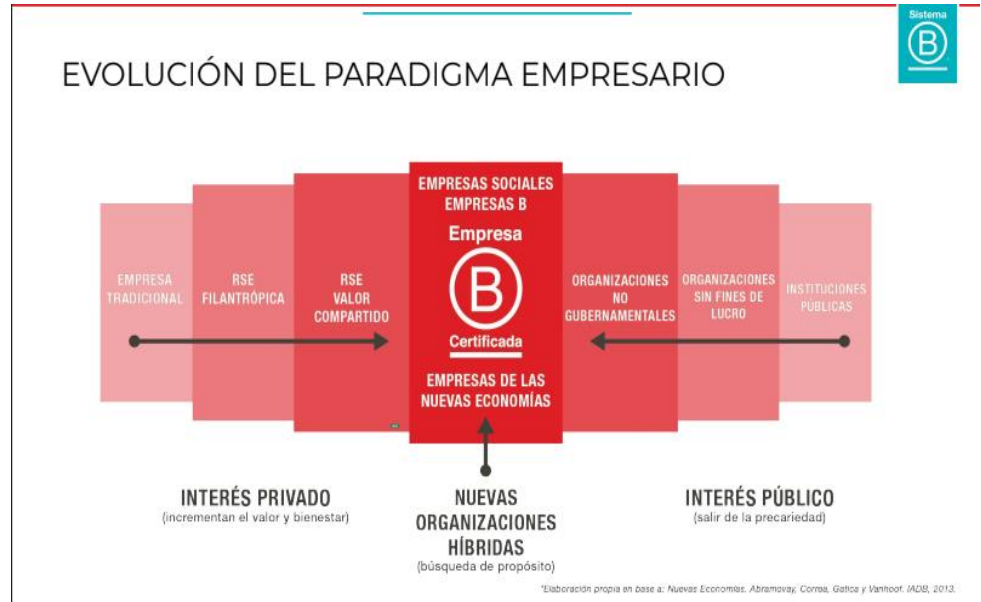 Sistema
B
EVOLUCIÓN DEL PARADIGMA EMPRESARIO
EMPRESA
TRADICIONAL
RSE
FILANTRÓPICA
RSE
VALOR
COMPARTIDO
EMPRESAS SOCIALES
EMPRESAS B
Empresa
B
Certificada
EMPRESAS DE LAS
NUEVAS ECONOMÍAS
ORGANIZACIONES
NO
GUBERNAMENTALES
ORGANIZACIONES
SIN FINES DE
LUCRO
INSTITUCIONES
PÚBLICAS
INTERÉS PRIVADO
(incrementan el valor y bienestar)
NUEVAS
ORGANIZACIONES
HÍBRIDAS
(búsqueda de propósito)
INTERÉS PÚBLICO
(salir de la precariedad)
*Elaboración propia en base a: Nuevas Economías. Abramovay, Correa, Gatica y Vanhoof. IADB, 2013.